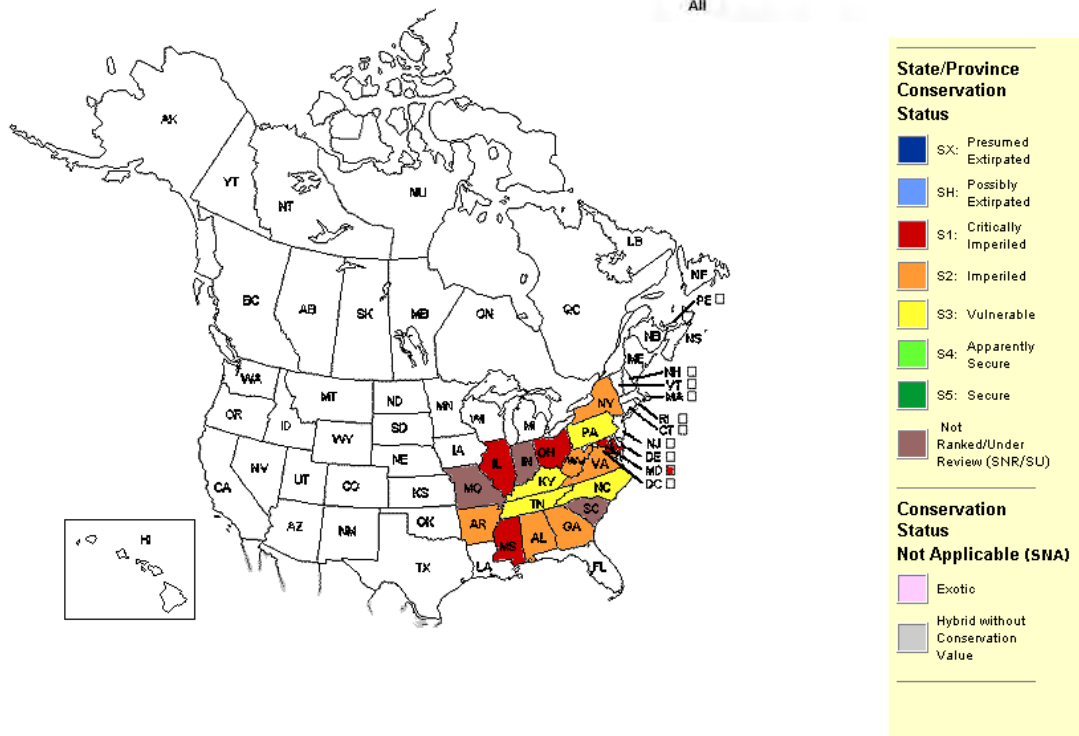 All
AK
YT
NT
NU
BC
AB
SK
MB
ON
QC
LB
NF
PE
NB
NS
ME
NH
VT
MA
RI
CT
NJ
DE
MD
DC
WA
OR
CA
NV
ID
MT
WY
UT
AZ
CO
NM
ND
SD
NE
KS
OK
TX
MN
IA
MO
AR
LA
WI
IL
MI
IN
OH
KY
TN
MS
AL
GA
FL
SC
NC
VA
WV
PA
NY
HI
State/Province
Conservation
Status
SX: Presumed
Extirpated
SH: Possibly
Extirpated
S1: Critically
Imperiled
S2: Imperiled
S3: Vulnerable
S4: Apparently
Secure
S5: Secure
Not
Ranked/Under
Review (SNR/SU)
Conservation
Status
Not Applicable (SNA)
Exotic
Hybrid without
Conservation
Value